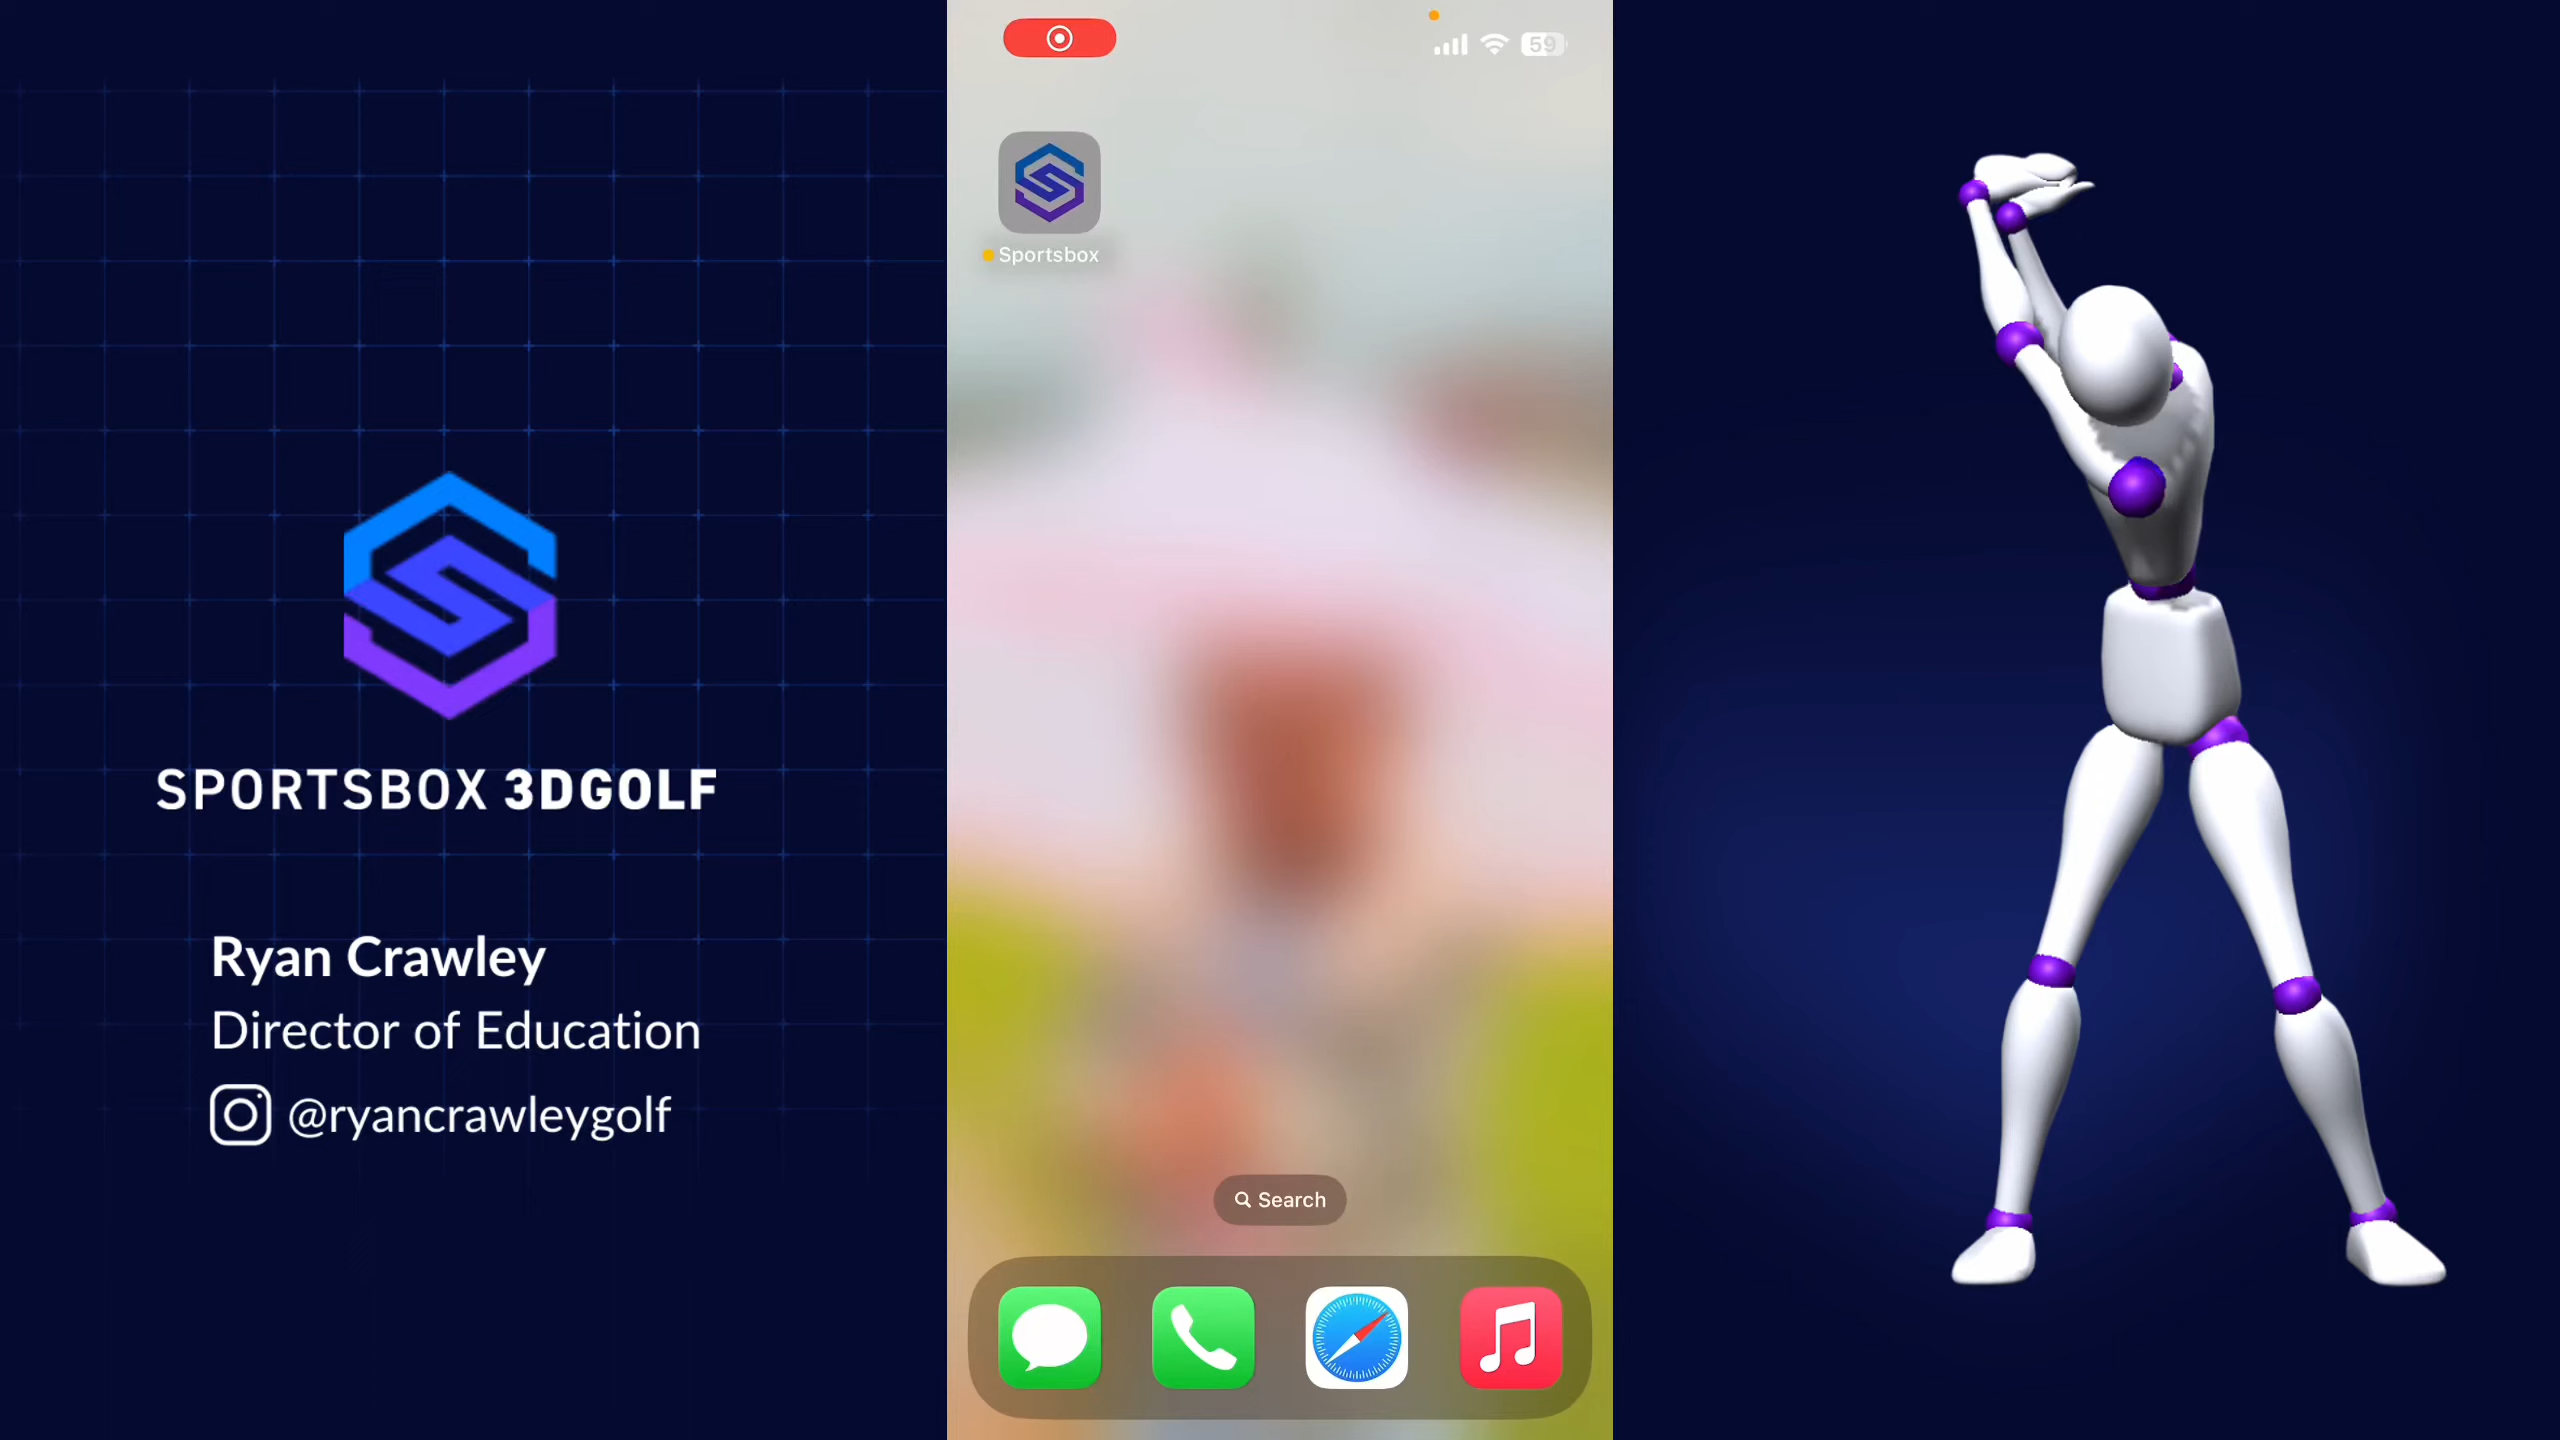 SPORTSBOX 3DGOLF
Ryan Crawley
Director of Education
@ryancrawleygolf
59
Sportsbox
Search